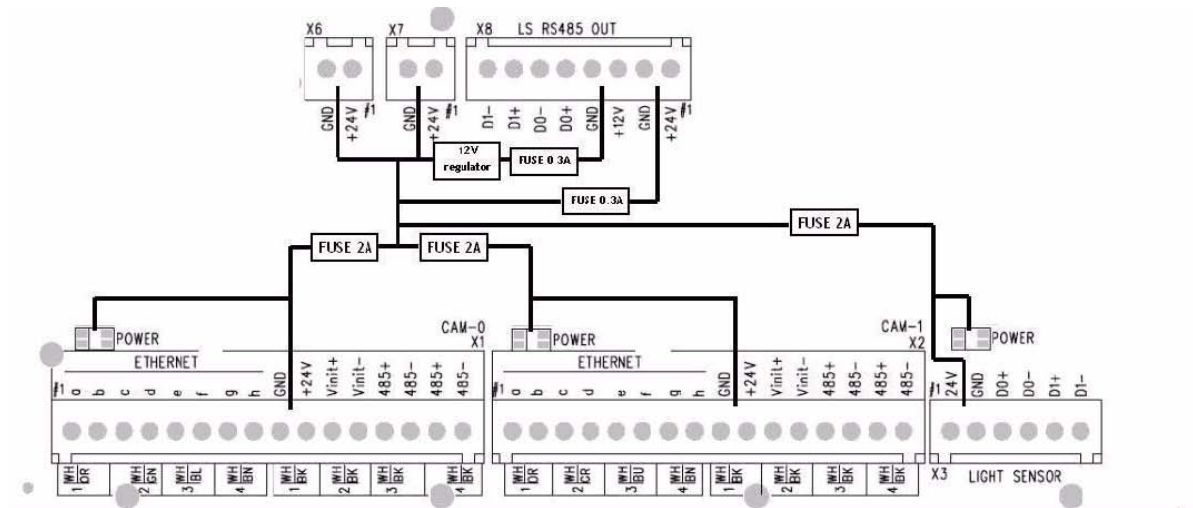 X6 X7 X8 LS RS485 OUT
GND +24V #1
GND +24V #1
D1- D1+ D0- D0+ GND +12V GND +24V #1
12V
regulator
FUSE 0.3A
FUSE 0.3A
FUSE 2A
FUSE 2A
FUSE 2A
POWER
CAM-0
X1
ETHERNET
#1 a b c d e f g h GND +24V Vinit+ Vinit- 485+ 485- 485+ 485-
WH WH WH WH WH WH WH WH
1 OR 2 GN 3 BL 4 BN 1 BK 2 BK 3 BK 4 BK
POWER
CAM-1
X2
ETHERNET
#1 a b c d e f g h GND +24V Vinit+ Vinit- 485+ 485- 485+ 485-
WH WH WH WH WH WH WH WH
1 OR 2 CR 3 BU 4 BN 1 BK 2 BK 3 BK 4 BK
POWER
#1 24V GND D0+ D0- D1+ D1-
X3 LIGHT SENSOR